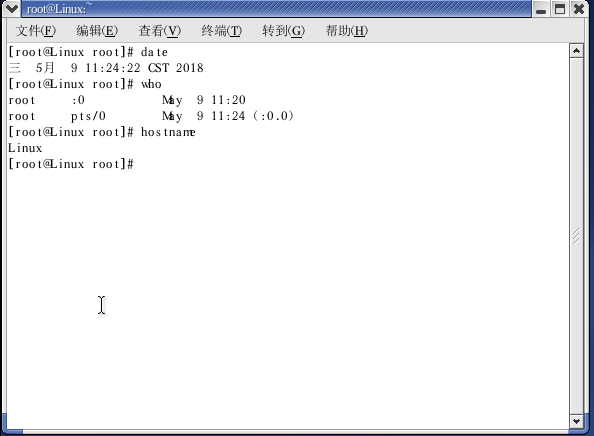 root@Linux:~
文件(F) 编辑(E) 查看(V) 终端(T) 转到(G) 帮助(H)
[root@Linux root]# date
三 5月 9 11:24:22 CST 2018
[root@Linux root]# who
root :0 May 9 11:20
root pts/0 May 9 11:24 (:0.0)
[root@Linux root]# hostname
Linux
[root@Linux root]#